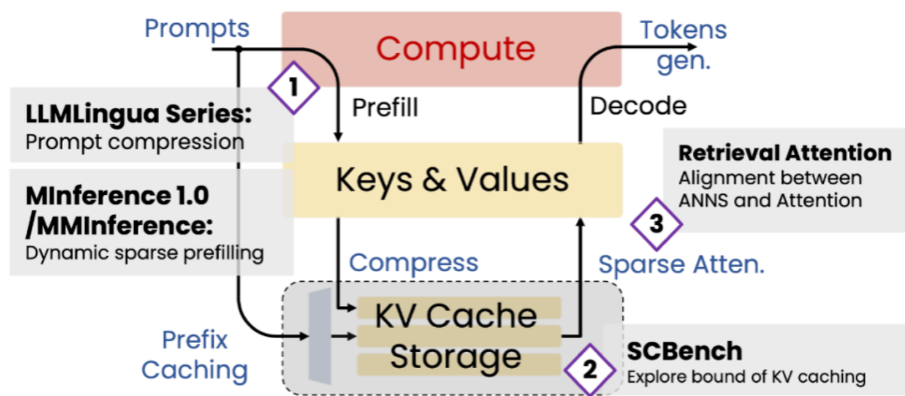 Prompts
Compute
Tokens
gen.
1
Prefill
Decode
LLMLingua Series:
Prompt compression
MInference 1.0
/MMInference:
Dynamic sparse prefilling
Keys & Values
Retrieval Attention
Alignment between
ANNS and Attention
3
Compress
Sparse Atten.
Prefix
Caching
KV Cache
Storage
2
SCBench
Explore bound of KV caching